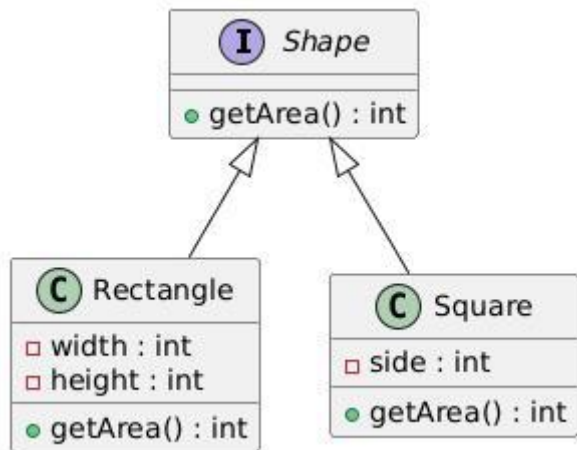 I Shape
getArea() : int
C Rectangle
width : int
height : int
getArea() : int
C Square
side : int
getArea() : int